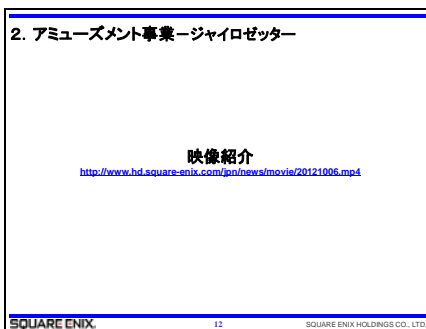 2．アミューズメント事業－ジャイロゼッター
映像紹介
http://www.hd.square-enix.com/jpn/news/movie/20121006.mp4
SQUARE ENIX.
12
SQUARE ENIX HOLDINGS CO., LTD